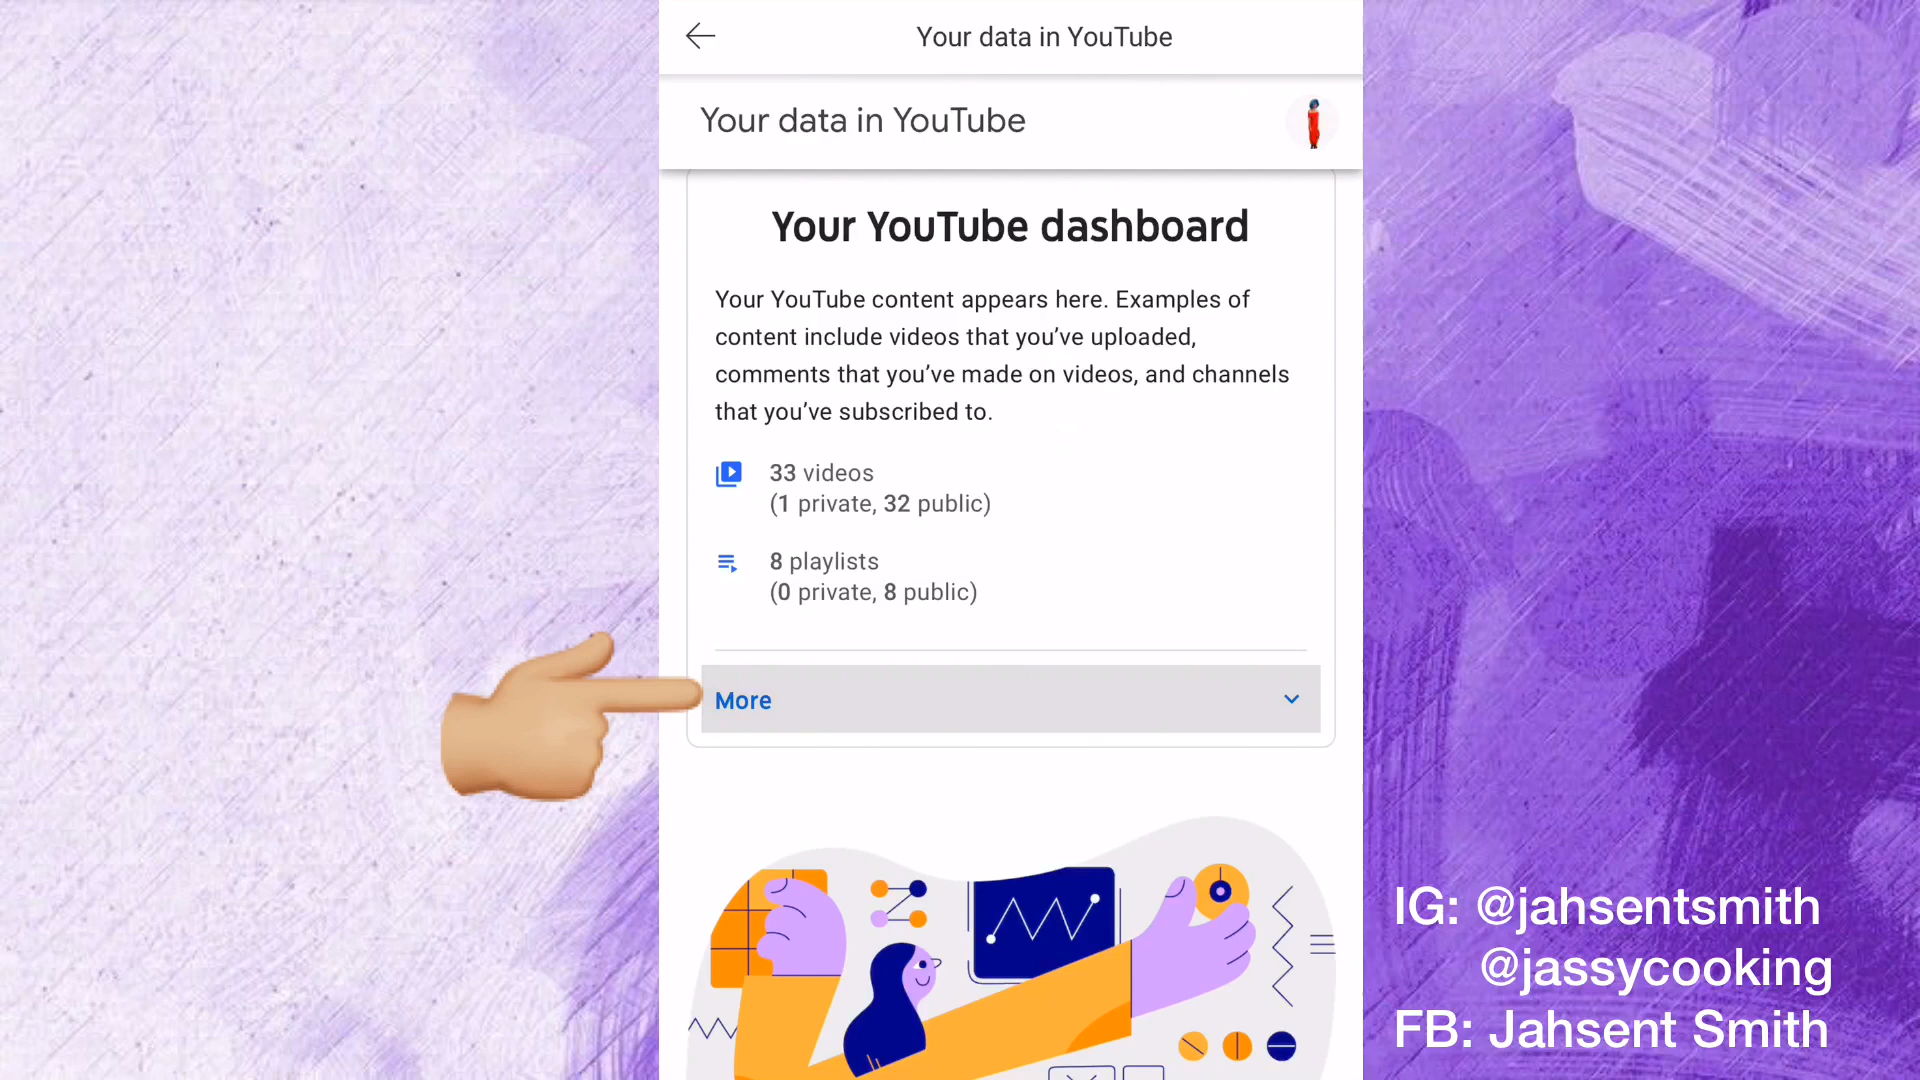 Your data in YouTube
Your data in YouTube
Your YouTube dashboard
Your YouTube content appears here. Examples of
content include videos that you’ve uploaded,
comments that you’ve made on videos, and channels
that you’ve subscribed to.
33 videos
(1 private, 32 public)
8 playlists
(0 private, 8 public)
More
IG: @jahsentsmith
@jassycooking
FB: Jahsent Smith